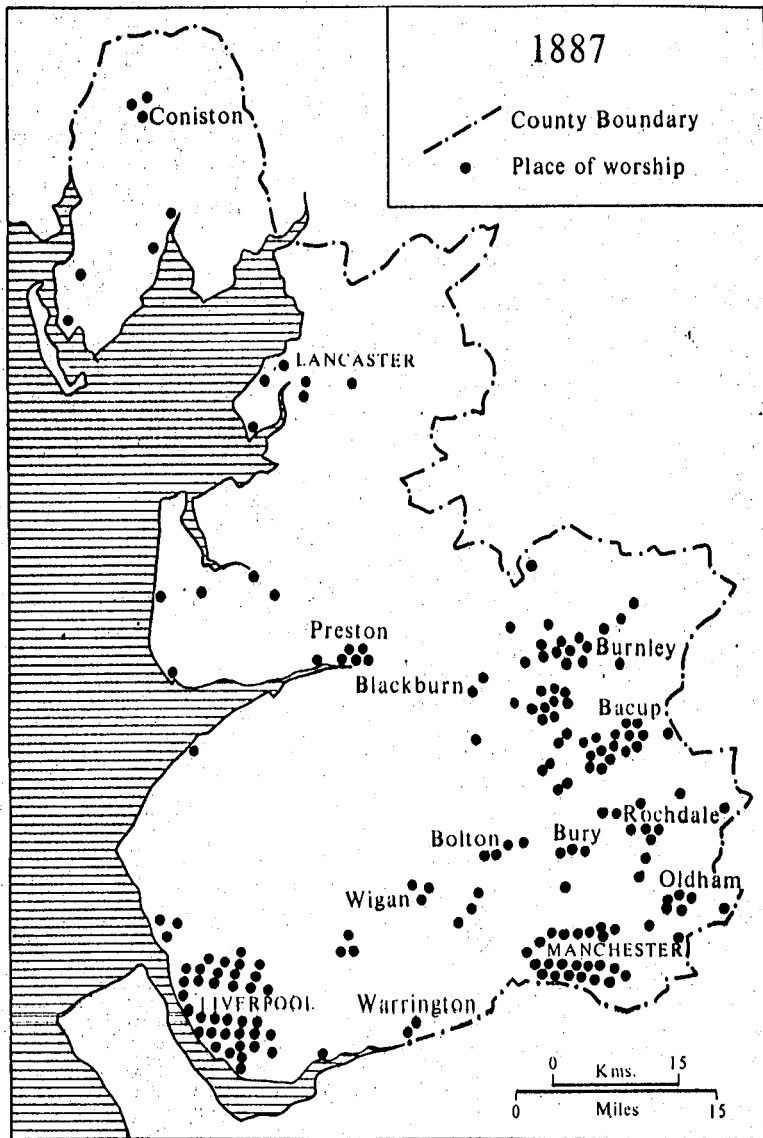 1887
County Boundary
Place of worship
Coniston
LANCASTER
Preston
Burnley
Blackburn
Bacup
Rochdale
Bolton
Bury
Oldham
Wigan
MANCHESTER
LIVERPOOL
Warrington
0 Kms. 15
0 Miles 15